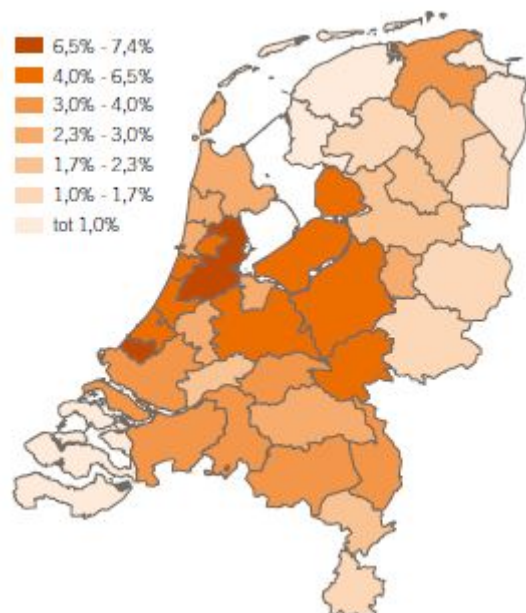 6,5% - 7,4%
4,0% - 6,5%
3,0% - 4,0%
2,3% - 3,0%
1,7% - 2,3%
1,0% - 1,7%
tot 1,0%